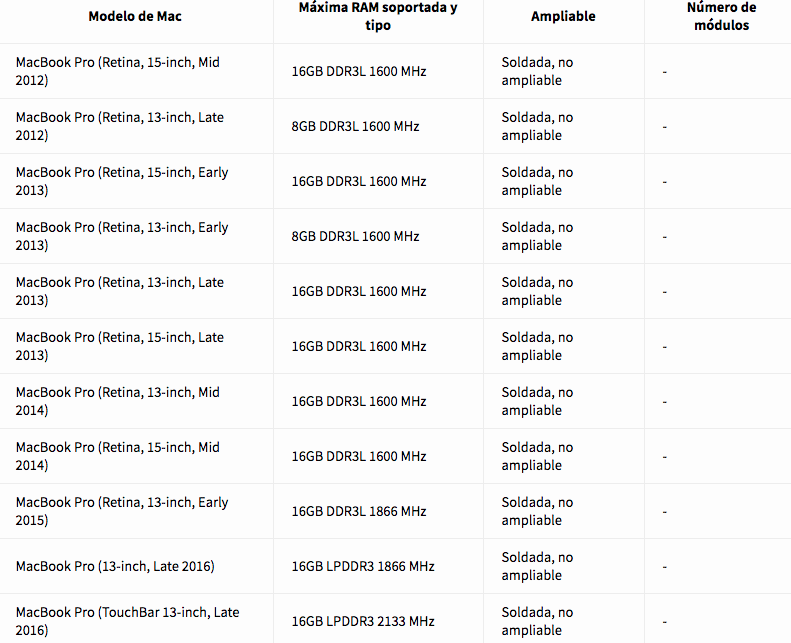 Modelo de Mac
Máxima RAM soportada y
tipo
Ampliable
Número de
módulos
MacBook Pro (Retina, 15-inch, Mid
2012)
16GB DDR3L 1600 MHz
Soldada, no
ampliable
-
MacBook Pro (Retina, 13-inch, Late
2012)
8GB DDR3L 1600 MHz
Soldada, no
ampliable
-
MacBook Pro (Retina, 15-inch, Early
2013)
16GB DDR3L 1600 MHz
Soldada, no
ampliable
-
MacBook Pro (Retina, 13-inch, Early
2013)
8GB DDR3L 1600 MHz
Soldada, no
ampliable
-
MacBook Pro (Retina, 13-inch, Late
2013)
16GB DDR3L 1600 MHz
Soldada, no
ampliable
-
MacBook Pro (Retina, 15-inch, Late
2013)
16GB DDR3L 1600 MHz
Soldada, no
ampliable
-
MacBook Pro (Retina, 13-inch, Mid
2014)
16GB DDR3L 1600 MHz
Soldada, no
ampliable
-
MacBook Pro (Retina, 15-inch, Mid
2014)
16GB DDR3L 1600 MHz
Soldada, no
ampliable
-
MacBook Pro (Retina, 13-inch, Early
2015)
16GB DDR3L 1866 MHz
Soldada, no
ampliable
-
MacBook Pro (13-inch, Late 2016)
16GB LPDDR3 1866 MHz
Soldada, no
ampliable
-
MacBook Pro (TouchBar 13-inch, Late
2016)
16GB LPDDR3 2133 MHz
Soldada, no
ampliable
-